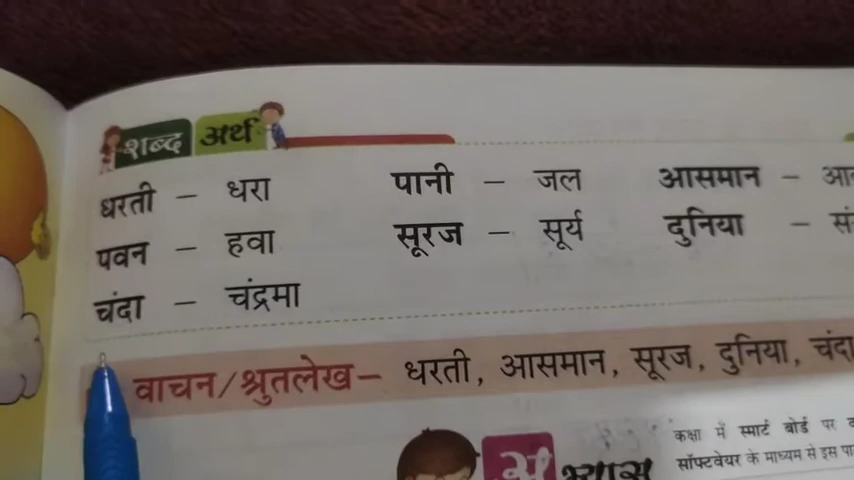 शब्द अर्थ
धरती – धरा पानी – जल आसमान –
पवन – हवा सूरज – सूर्य दुनिया –
चंदा – चंद्रमा
वाचन/श्रुतलेख– धरती, आसमान, सूरज, दुनिया, चंदा
कक्षा में स्मार्ट बोर्ड पर
सॉफ्टवेयर के माध्यम से इस
अभ्यास